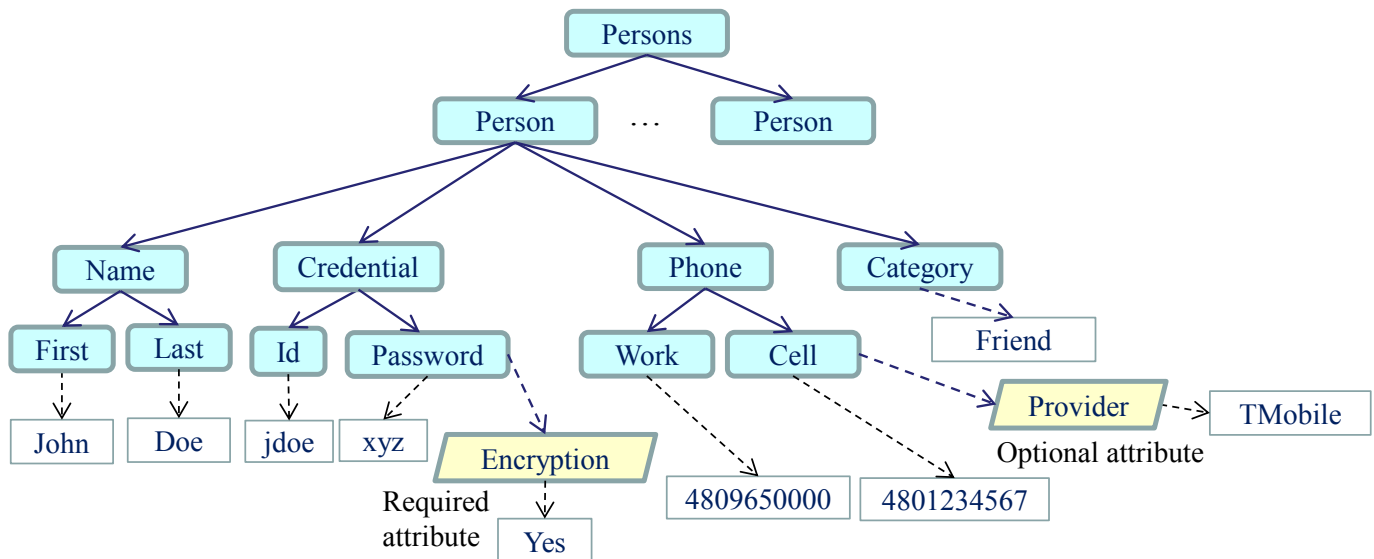 Persons
Person
…
Person
Name
Credential
Phone
Category
First
Last
Id
Password
Work
Cell
Friend
Provider
TMobile
John
Doe
jdoe
xyz
Encryption
Optional attribute
Required
attribute
4809650000
4801234567
Yes